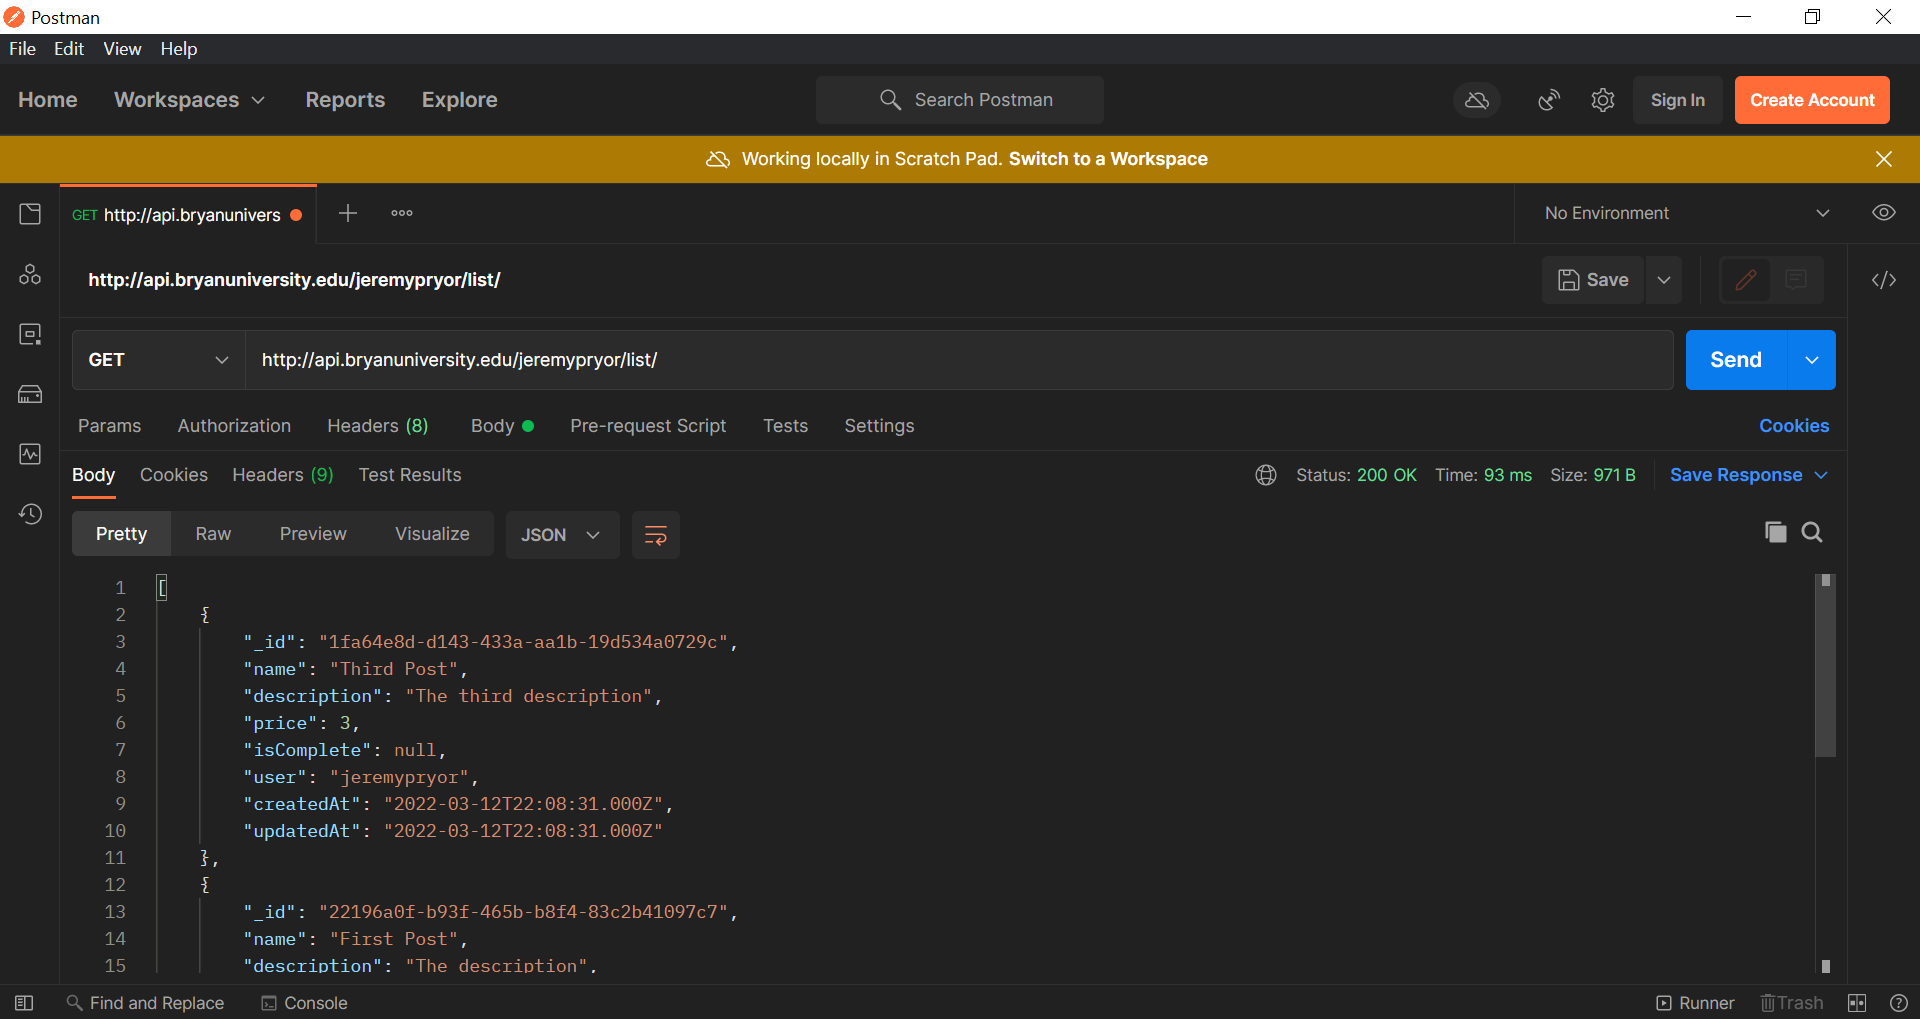 Postman
File Edit View Help
Home Workspaces Reports Explore Search Postman Sign In Create Account
Working locally in Scratch Pad. Switch to a Workspace
GET http://api.bryanunivers No Environment
http://api.bryanuniversity.edu/jeremypryor/list/ Save
GET http://api.bryanuniversity.edu/jeremypryor/list/ Send
Params Authorization Headers (8) Body Pre-request Script Tests Settings Cookies
Body Cookies Headers (9) Test Results Status: 200 OK Time: 93 ms Size: 971 B Save Response
Pretty Raw Preview Visualize JSON
1 [
2 {
3 "_id": "1fa64e8d-d143-433a-aa1b-19d534a0729c",
4 "name": "Third Post",
5 "description": "The third description",
6 "price": 3,
7 "isComplete": null,
8 "user": "jeremypryor",
9 "createdAt": "2022-03-12T22:08:31.000Z",
10 "updatedAt": "2022-03-12T22:08:31.000Z"
11 },
12 {
13 "_id": "22196a0f-b93f-465b-b8f4-83c2b41097c7",
14 "name": "First Post",
15 "description": "The description",
Find and Replace Console Runner Trash